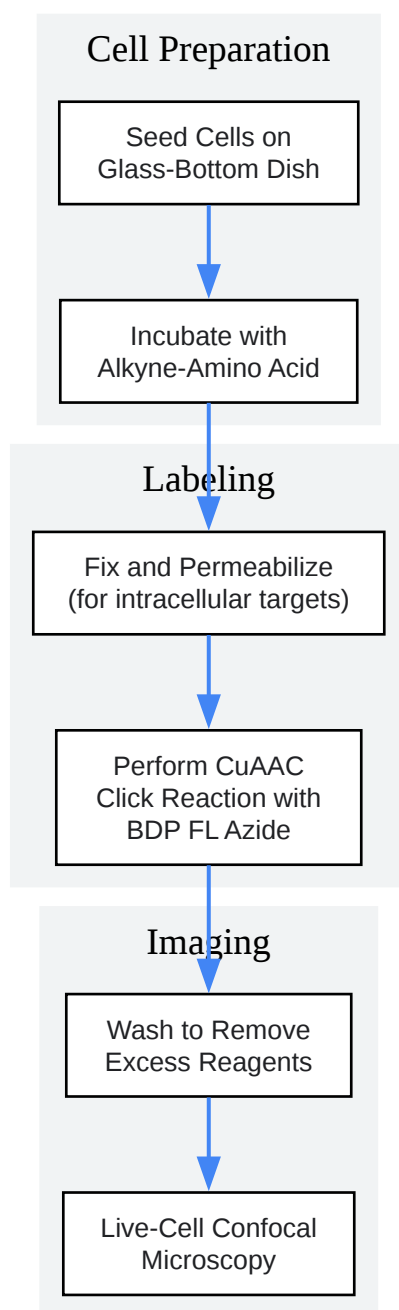 Cell Preparation
Seed Cells on
Glass-Bottom Dish
Incubate with
Alkyne-Amino Acid
Labeling
Fix and Permeabilize
(for intracellular targets)
Perform CuAAC
Click Reaction with
BDP FL Azide
Imaging
Wash to Remove
Excess Reagents
Live-Cell Confocal
Microscopy